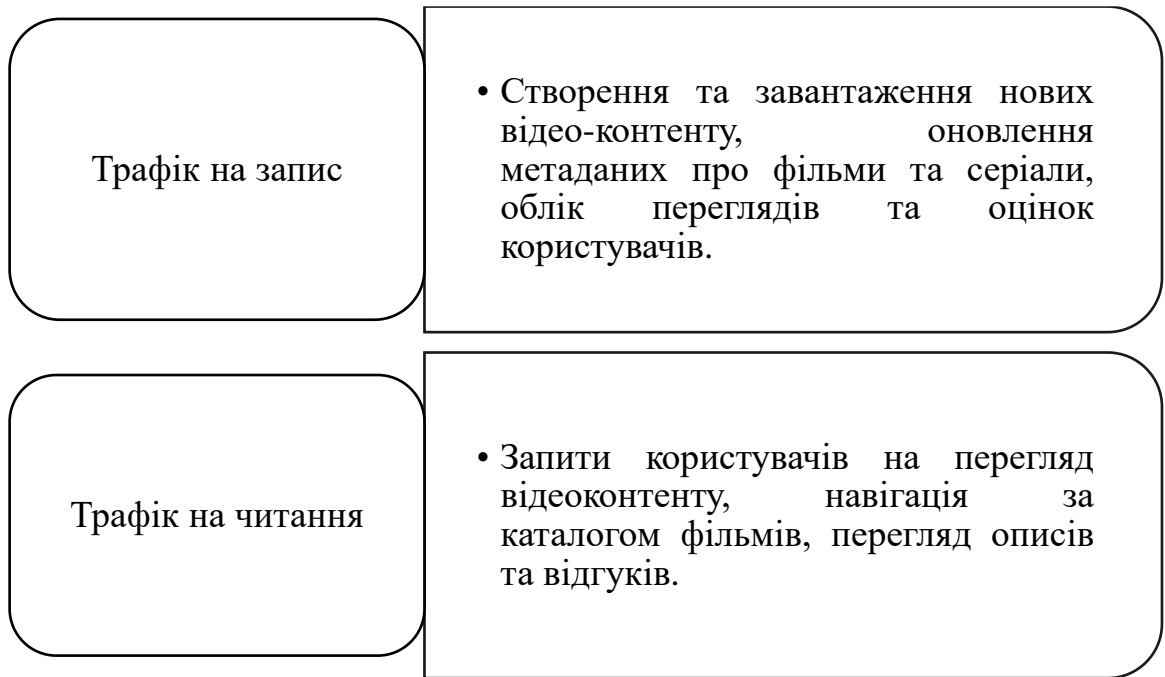 Трафік на запис
• Створення та завантаження нових
відео-контенту, оновлення
метаданих про фільми та серіали,
облік переглядів та оцінок
користувачів.
Трафік на читання
• Запити користувачів на перегляд
відеоконтенту, навігація за
каталогом фільмів, перегляд описів
та відгуків.